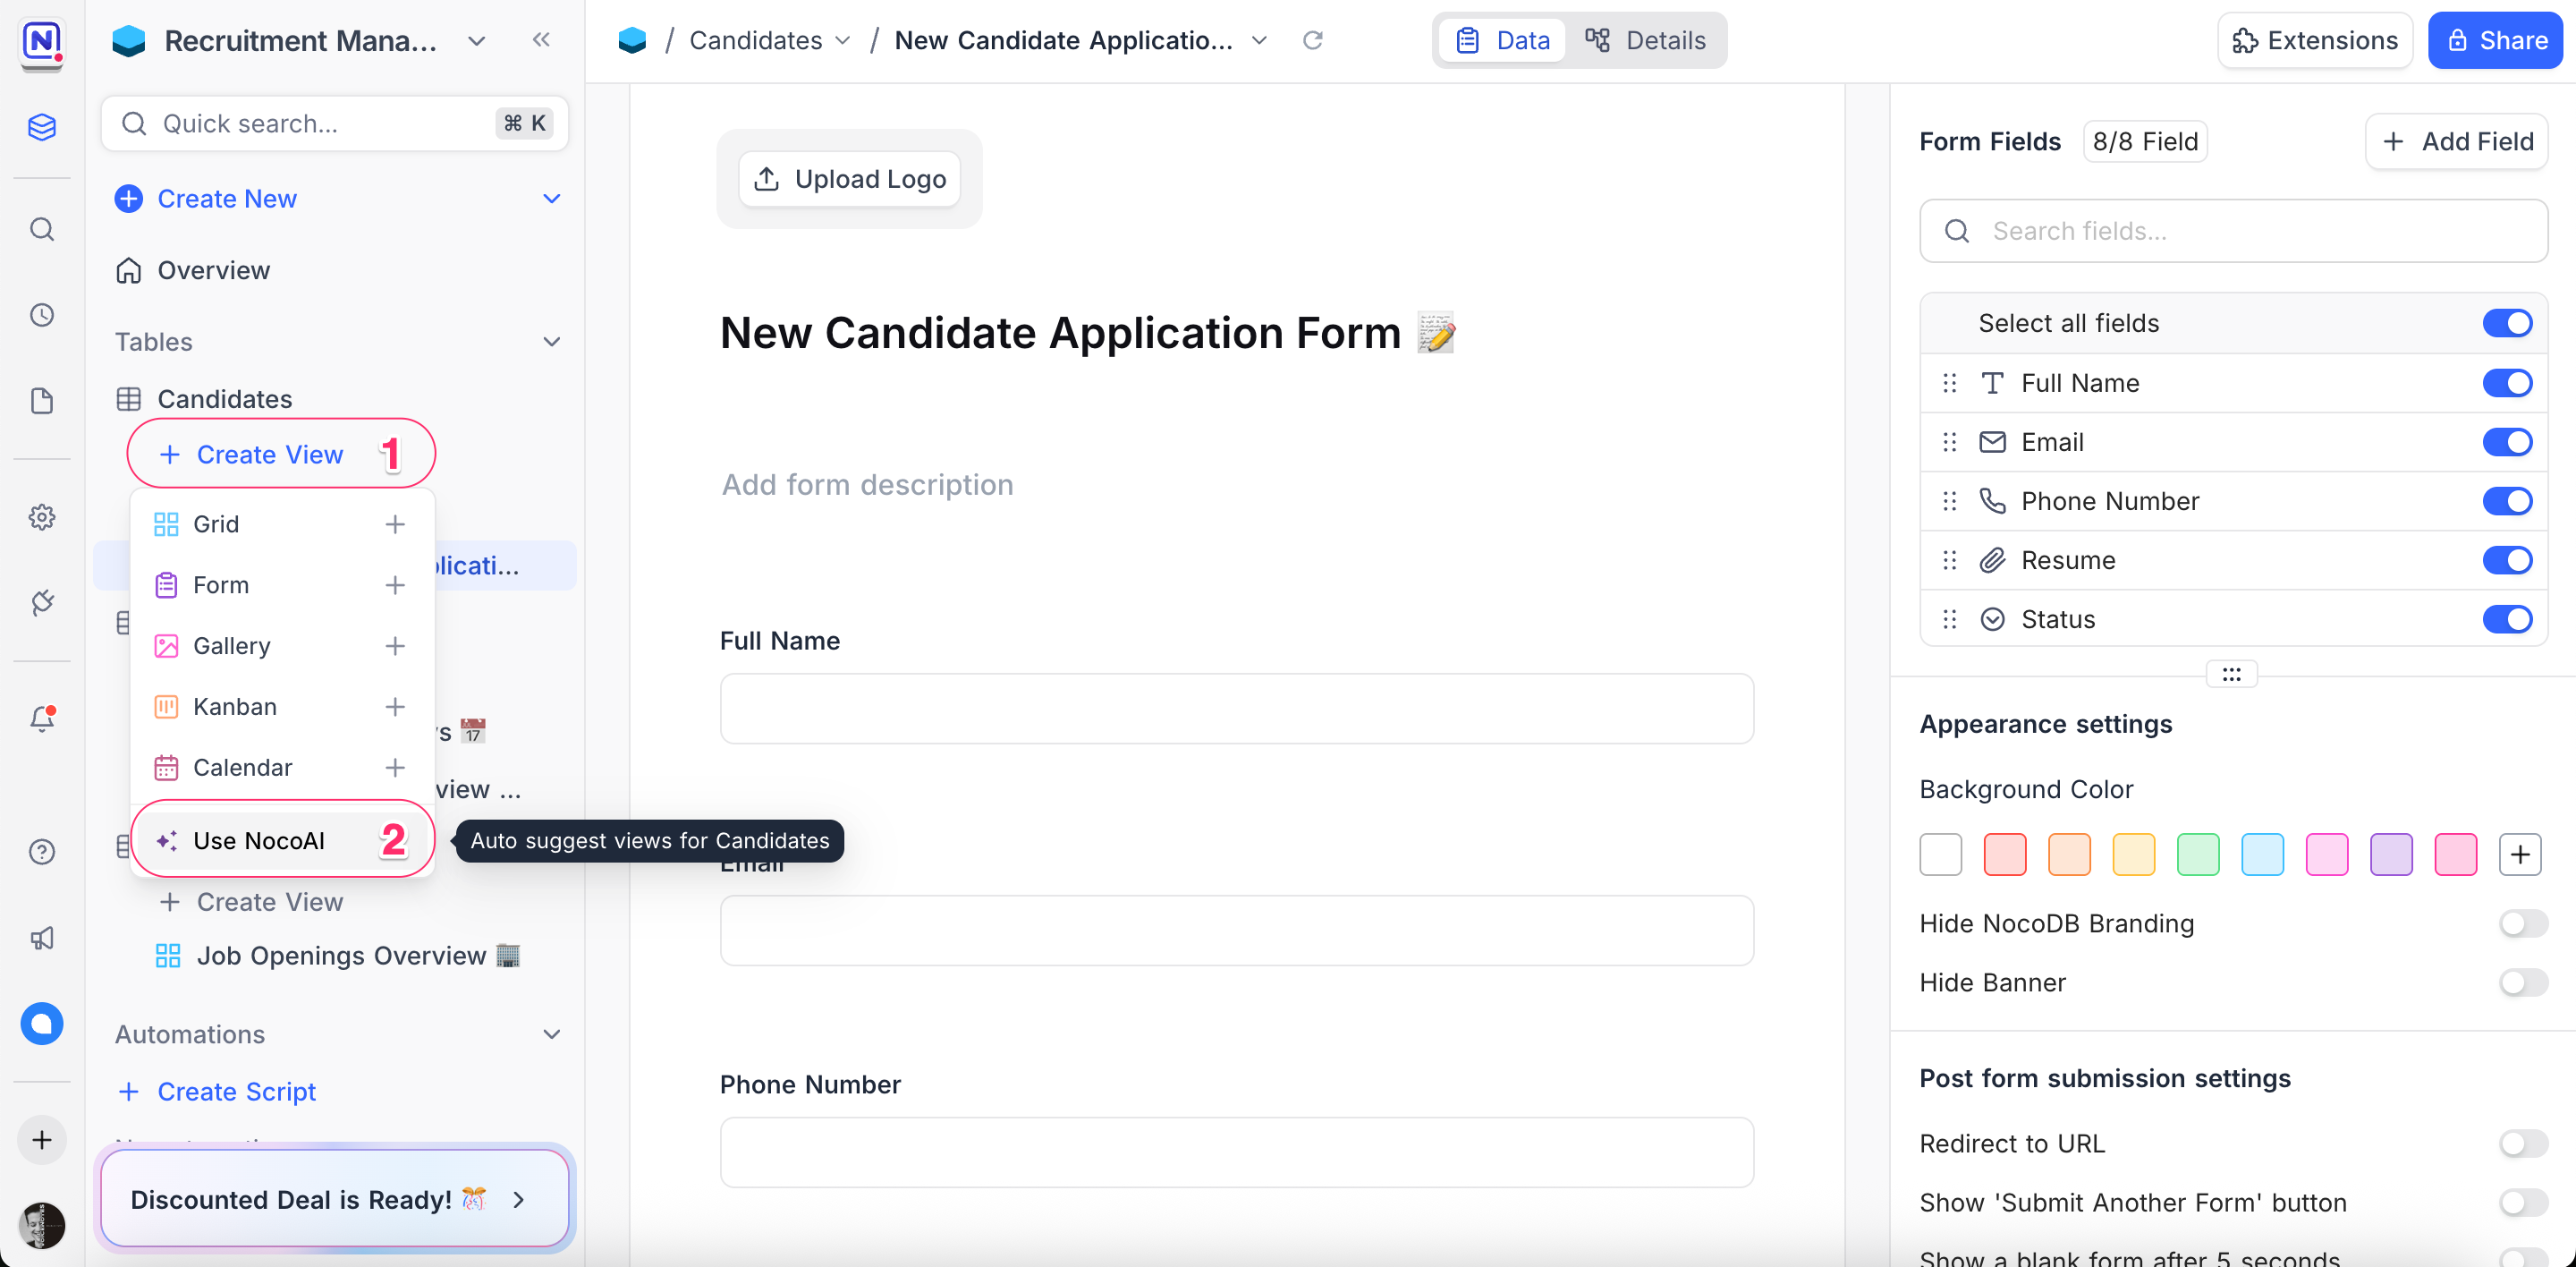 N
Recruitment Mana...
Quick search...
⌘ K
Create New
Overview
Tables
Candidates
Create View
1
Grid
Form
Gallery
Kanban
Calendar
Use NocoAI
2
Auto suggest views for Candidates
plicati...
17
view ...
Create View
Job Openings Overview
Automations
Create Script
Discounted Deal is Ready!
/ Candidates / New Candidate Applicatio...
Data
Details
Extensions
Share
Upload Logo
New Candidate Application Form
Add form description
Full Name
Email
Phone Number
Form Fields
8/8 Field
Add Field
Search fields...
Select all fields
Full Name
Email
Phone Number
Resume
Status
Appearance settings
Background Color
Hide NocoDB Branding
Hide Banner
Post form submission settings
Redirect to URL
Show 'Submit Another Form' button
Show a blank form after 5 seconds